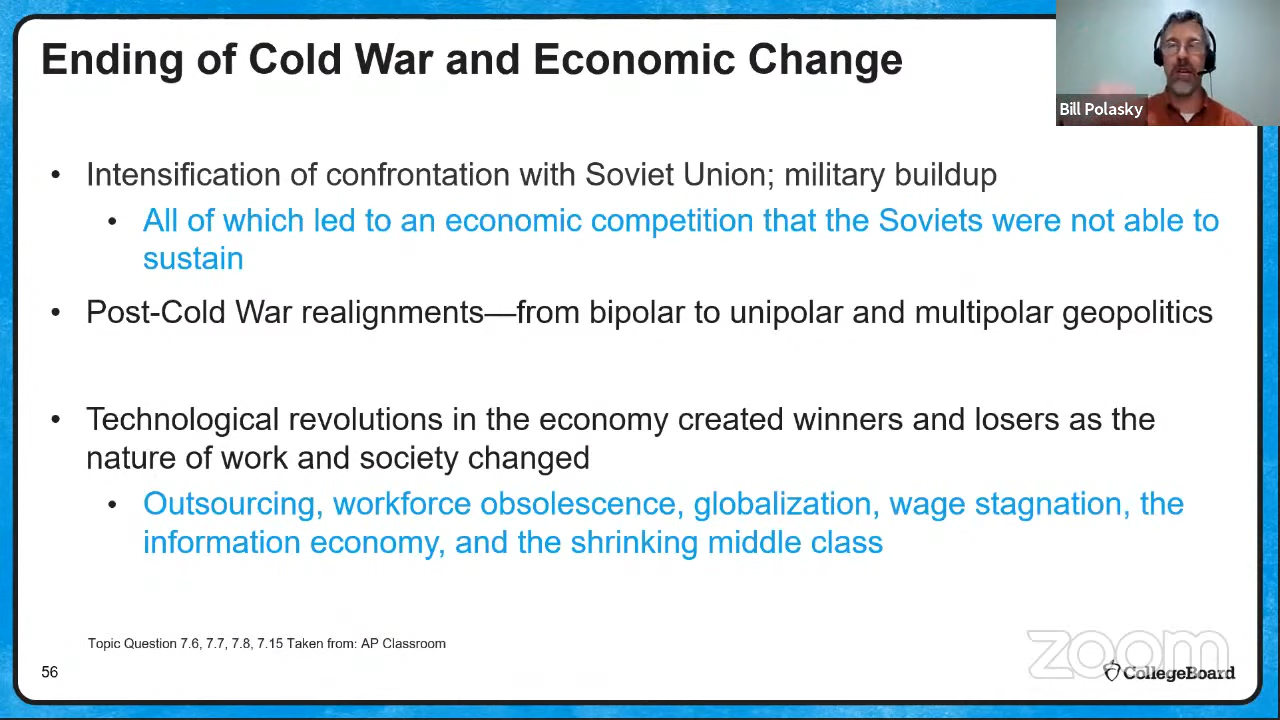 Ending of Cold War and Economic Change
Bill Polasky
• Intensification of confrontation with Soviet Union; military buildup
• All of which led to an economic competition that the Soviets were not able to
sustain
• Post-Cold War realignments—from bipolar to unipolar and multipolar geopolitics
• Technological revolutions in the economy created winners and losers as the
nature of work and society changed
• Outsourcing, workforce obsolescence, globalization, wage stagnation, the
information economy, and the shrinking middle class
Topic Question 7.6, 7.7, 7.8, 7.15 Taken from: AP Classroom
56
zoom
CollegeBoard